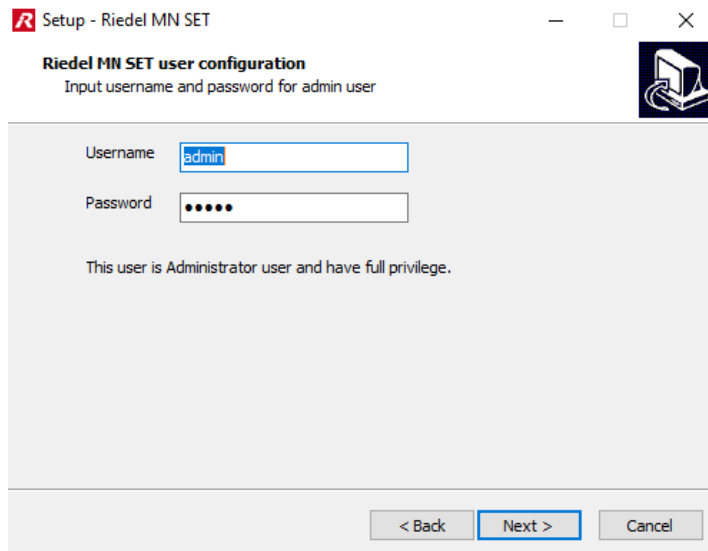 Setup - Riedel MN SET
Riedel MN SET user configuration
Input username and password for admin user
Username admin
Password •••••
This user is Administrator user and have full privilege.
< Back Next > Cancel